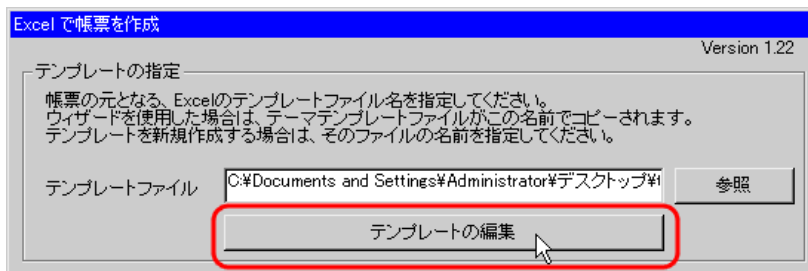 Excel で帳票を作成
Version 1.22
テンプレートの指定
帳票の元となる、Excelのテンプレートファイル名を指定してください。
ウィザードを使用した場合は、テーマテンプレートファイルがこの名前でコピーされます。
テンプレートを新規作成する場合は、そのファイルの名前を指定してください。
テンプレートファイル C:¥Documents and Settings¥Administrator¥デスクトップ¥t 参照
テンプレートの編集